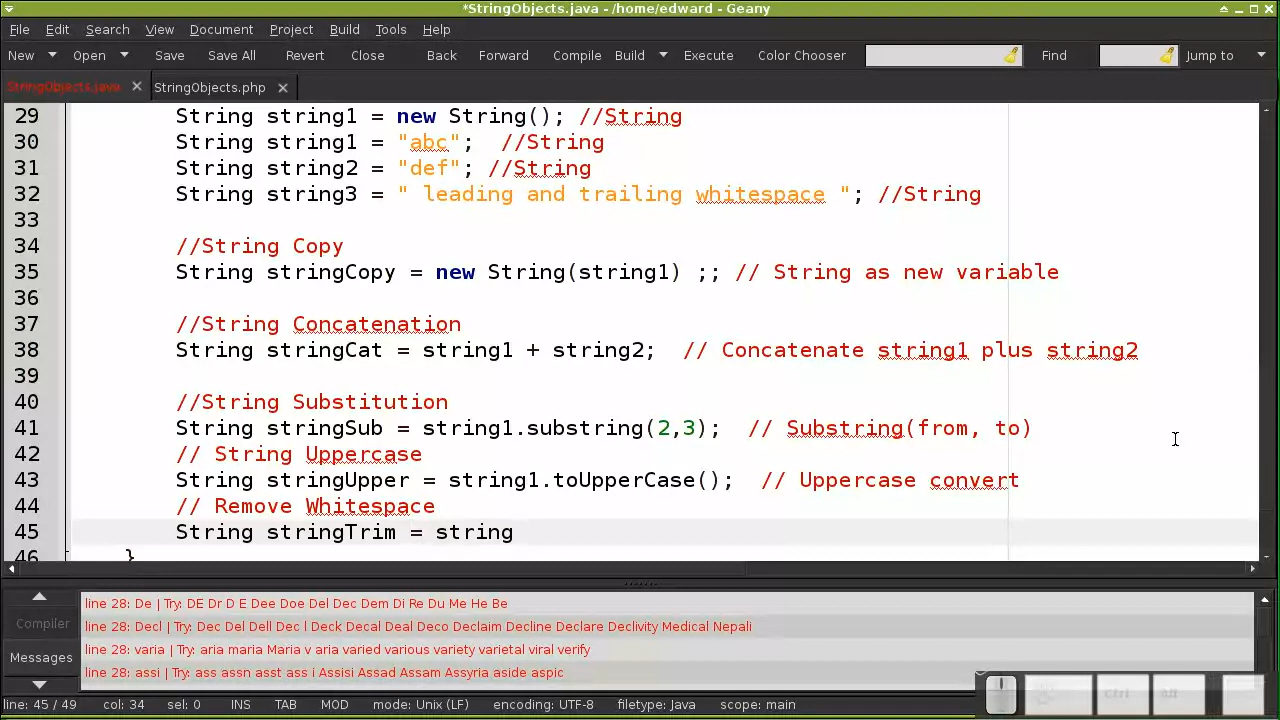 *StringObjects.java - /home/edward - Geany
File Edit Search View Document Project Build Tools Help
New Open Save Save All Revert Close Back Forward Compile Build Execute Color Chooser Find Jump to
StringObjects.java StringObjects.php
29 String string1 = new String(); //String
30 String string1 = "abc";  //String
31 String string2 = "def"; //String
32 String string3 = " leading and trailing whitespace "; //String
33
34 //String Copy
35 String stringCopy = new String(string1) ;; // String as new variable
36
37 //String Concatenation
38 String stringCat = string1 + string2;  // Concatenate string1 plus string2
39
40 //String Substitution
41 String stringSub = string1.substring(2,3);  // Substring(from, to)
42 // String Uppercase
43 String stringUpper = string1.toUpperCase();  // Uppercase convert
44 // Remove Whitespace
45 String stringTrim = string
46 }
Compiler
Messages
line 28: De | Try: DE Dr D E Dee Doe Del Dec Dem Di Re Du Me He Be
line 28: Decl | Try: Dec Del Dell Dec l Deck Decal Deal Deco Declaim Decline Declare Declivity Medical Nepali
line 28: varia | Try: aria maria Maria v aria varied various variety varietal viral verify
line 28: assi | Try: ass assn asst ass i Assisi Assad Assam Assyria aside aspic
line: 45 / 49 col: 34 sel: 0 INS TAB MOD mode: Unix (LF) encoding: UTF-8 filetype: Java scope: main
Ctrl Alt